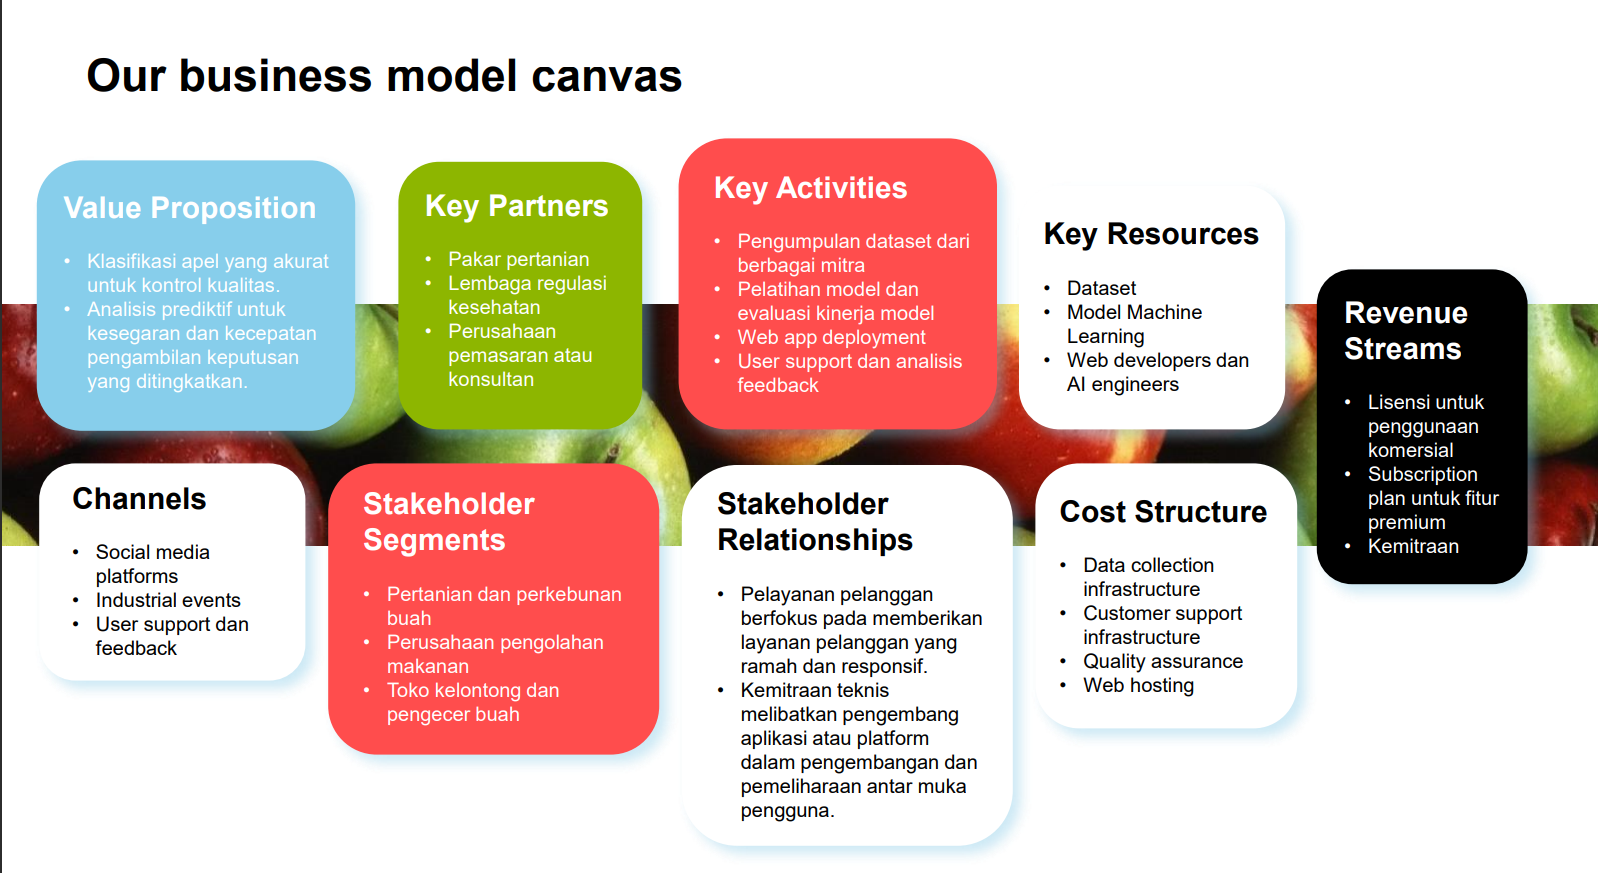 Our business model canvas
Value Proposition
• Klasifikasi apel yang akurat
untuk kontrol kualitas.
• Analisis prediktif untuk
kesegaran dan kecepatan
pengambilan keputusan
yang ditingkatkan.
Key Partners
• Pakar pertanian
• Lembaga regulasi
kesehatan
• Perusahaan
pemasaran atau
konsultan
Key Activities
• Pengumpulan dataset dari
berbagai mitra
• Pelatihan model dan
evaluasi kinerja model
• Web app deployment
• User support dan analisis
feedback
Key Resources
• Dataset
• Model Machine
Learning
• Web developers dan
AI engineers
Revenue
Streams
• Lisensi untuk
penggunaan
komersial
• Subscription
plan untuk fitur
premium
• Kemitraan
Channels
• Social media
platforms
• Industrial events
• User support dan
feedback
Stakeholder
Segments
• Pertanian dan perkebunan
buah
• Perusahaan pengolahan
makanan
• Toko kelontong dan
pengecer buah
Stakeholder
Relationships
• Pelayanan pelanggan
berfokus pada memberikan
layanan pelanggan yang
ramah dan responsif.
• Kemitraan teknis
melibatkan pengembang
aplikasi atau platform
dalam pengembangan dan
pemeliharaan antar muka
pengguna.
Cost Structure
• Data collection
infrastructure
• Customer support
infrastructure
• Quality assurance
• Web hosting